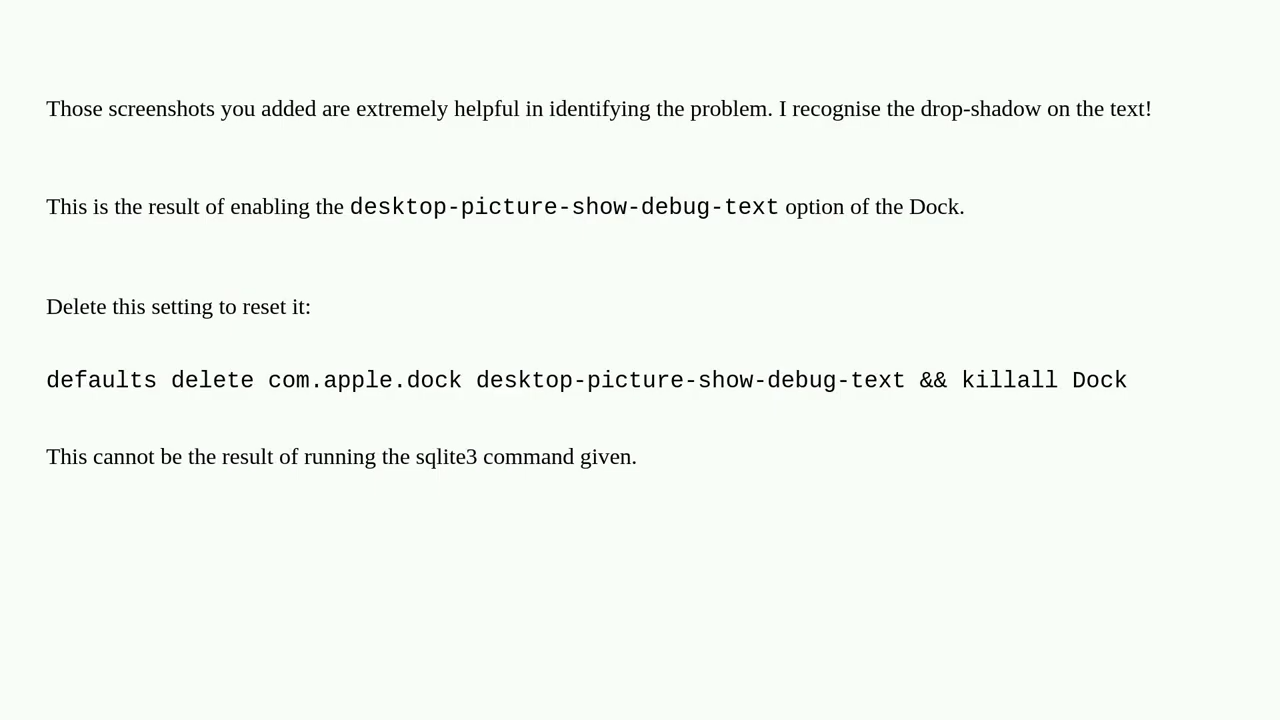 Those screenshots you added are extremely helpful in identifying the problem. I recognise the drop-shadow on the text!
This is the result of enabling the desktop-picture-show-debug-text option of the Dock.
Delete this setting to reset it:
defaults delete com.apple.dock desktop-picture-show-debug-text && killall Dock
This cannot be the result of running the sqlite3 command given.